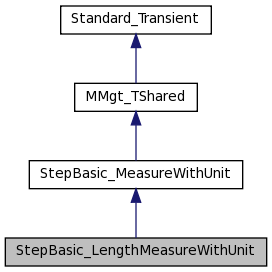 Standard_Transient
MMgt_TShared
StepBasic_MeasureWithUnit
StepBasic_LengthMeasureWithUnit